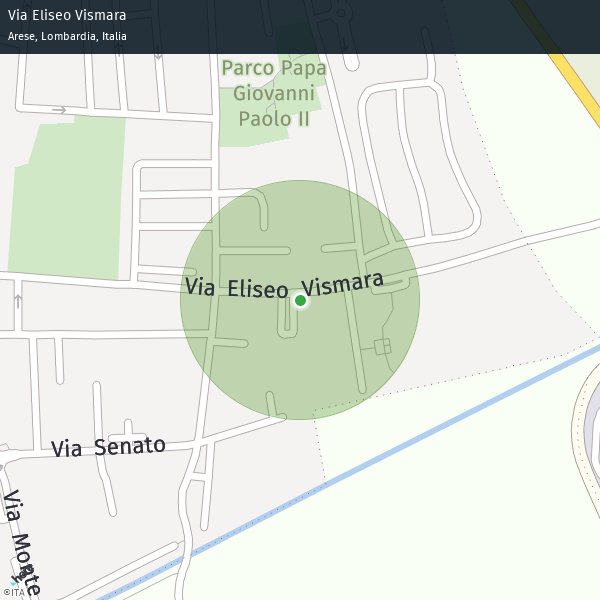 Via Eliseo Vismara
Arese, Lombardia, Italia
Parco Papa
Giovanni
Paolo II
Via Eliseo Vismara
Via Senato
Via Monte
©ITA